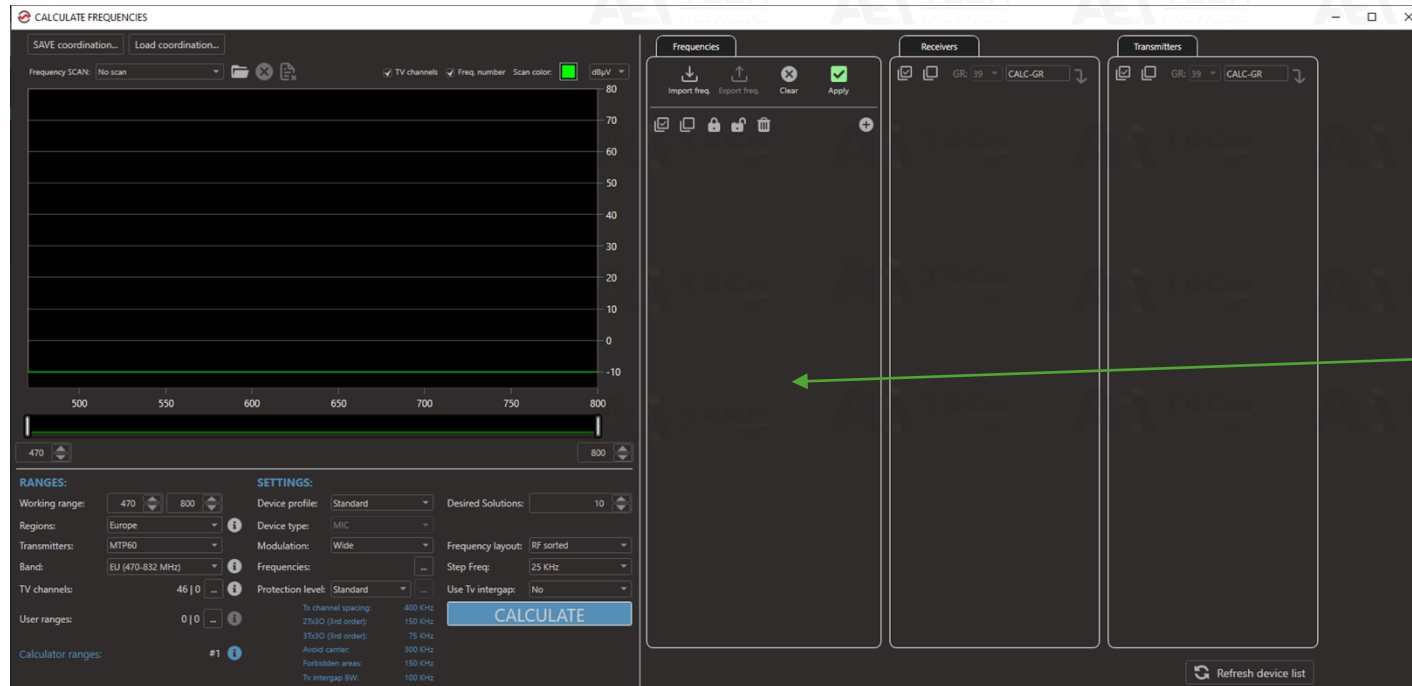 CALCULATE FREQUENCIES
SAVE coordination... Load coordination...
Frequency SCAN: No scan TV channels Freq. number Scan color: dBµV
80
70
60
50
40
30
20
10
0
-10
500 550 600 650 700 750 800
470 800
RANGES:
Working range: 470 800
Regions: Europe
Transmitters: MTP60
Band: EU (470-832 MHz)
TV channels: 46 | 0 ...
User ranges: 0 | 0 ...
Calculator ranges: #1
SETTINGS:
Device profile: Standard Desired Solutions: 10
Device type: MIC
Modulation: Wide Frequency layout: RF sorted
Frequencies: ... Step Freq: 25 KHz
Protection level: Standard ... Use Tv intergap: No
Tx channel spacing: 400 KHz
2Tx3O (3rd order): 150 KHz
3Tx3O (3rd order): 75 KHz
Avoid carrier: 300 KHz
Forbidden areas: 150 KHz
Tv intergap BW: 100 KHz
CALCULATE
Frequencies
Import freq. Export freq. Clear Apply
Receivers
GR: 39 CALC-GR
Transmitters
GR: 39 CALC-GR
Refresh device list